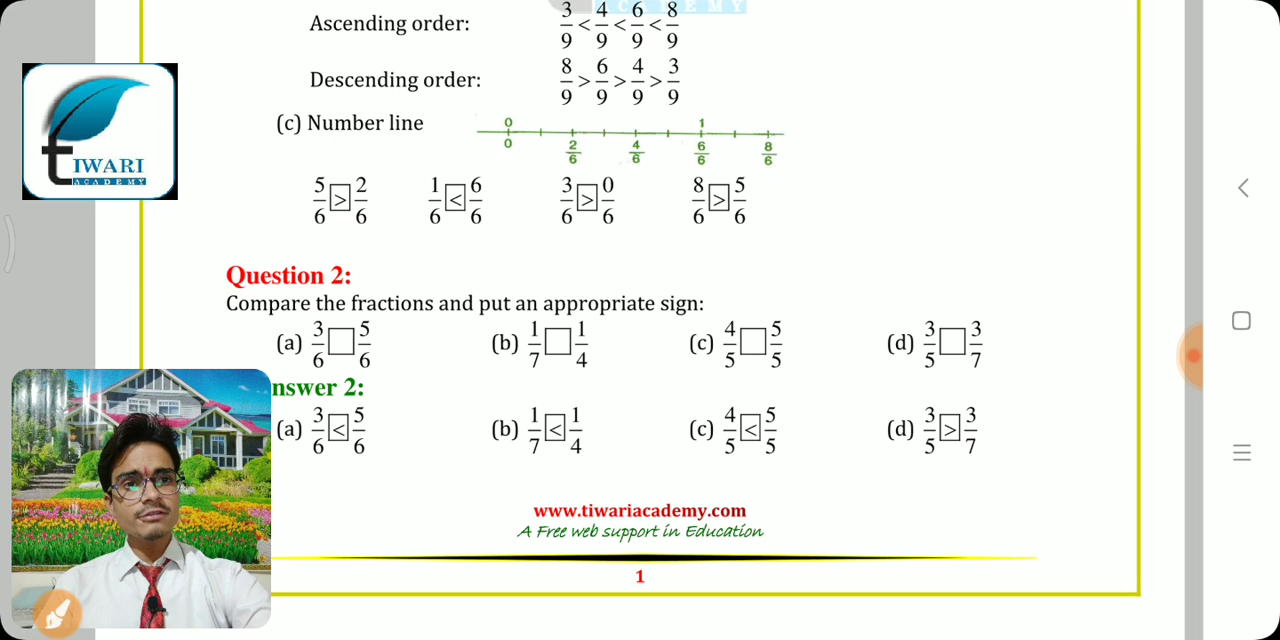 ACADEMY
Ascending order: 3/9 < 4/9 < 6/9 < 8/9
Descending order: 8/9 > 6/9 > 4/9 > 3/9
(c) Number line
0 1
0 2/6 4/6 6/6 8/6
5/6 > 2/6 1/6 < 6/6 3/6 > 0/6 8/6 > 5/6
TIWARI
ACADEMY
Question 2:
Compare the fractions and put an appropriate sign:
(a) 3/6 □ 5/6 (b) 1/7 □ 1/4 (c) 4/5 □ 5/5 (d) 3/5 □ 3/7
nswer 2:
(a) 3/6 < 5/6 (b) 1/7 < 1/4 (c) 4/5 < 5/5 (d) 3/5 > 3/7
www.tiwariacademy.com
A Free web support in Education
1